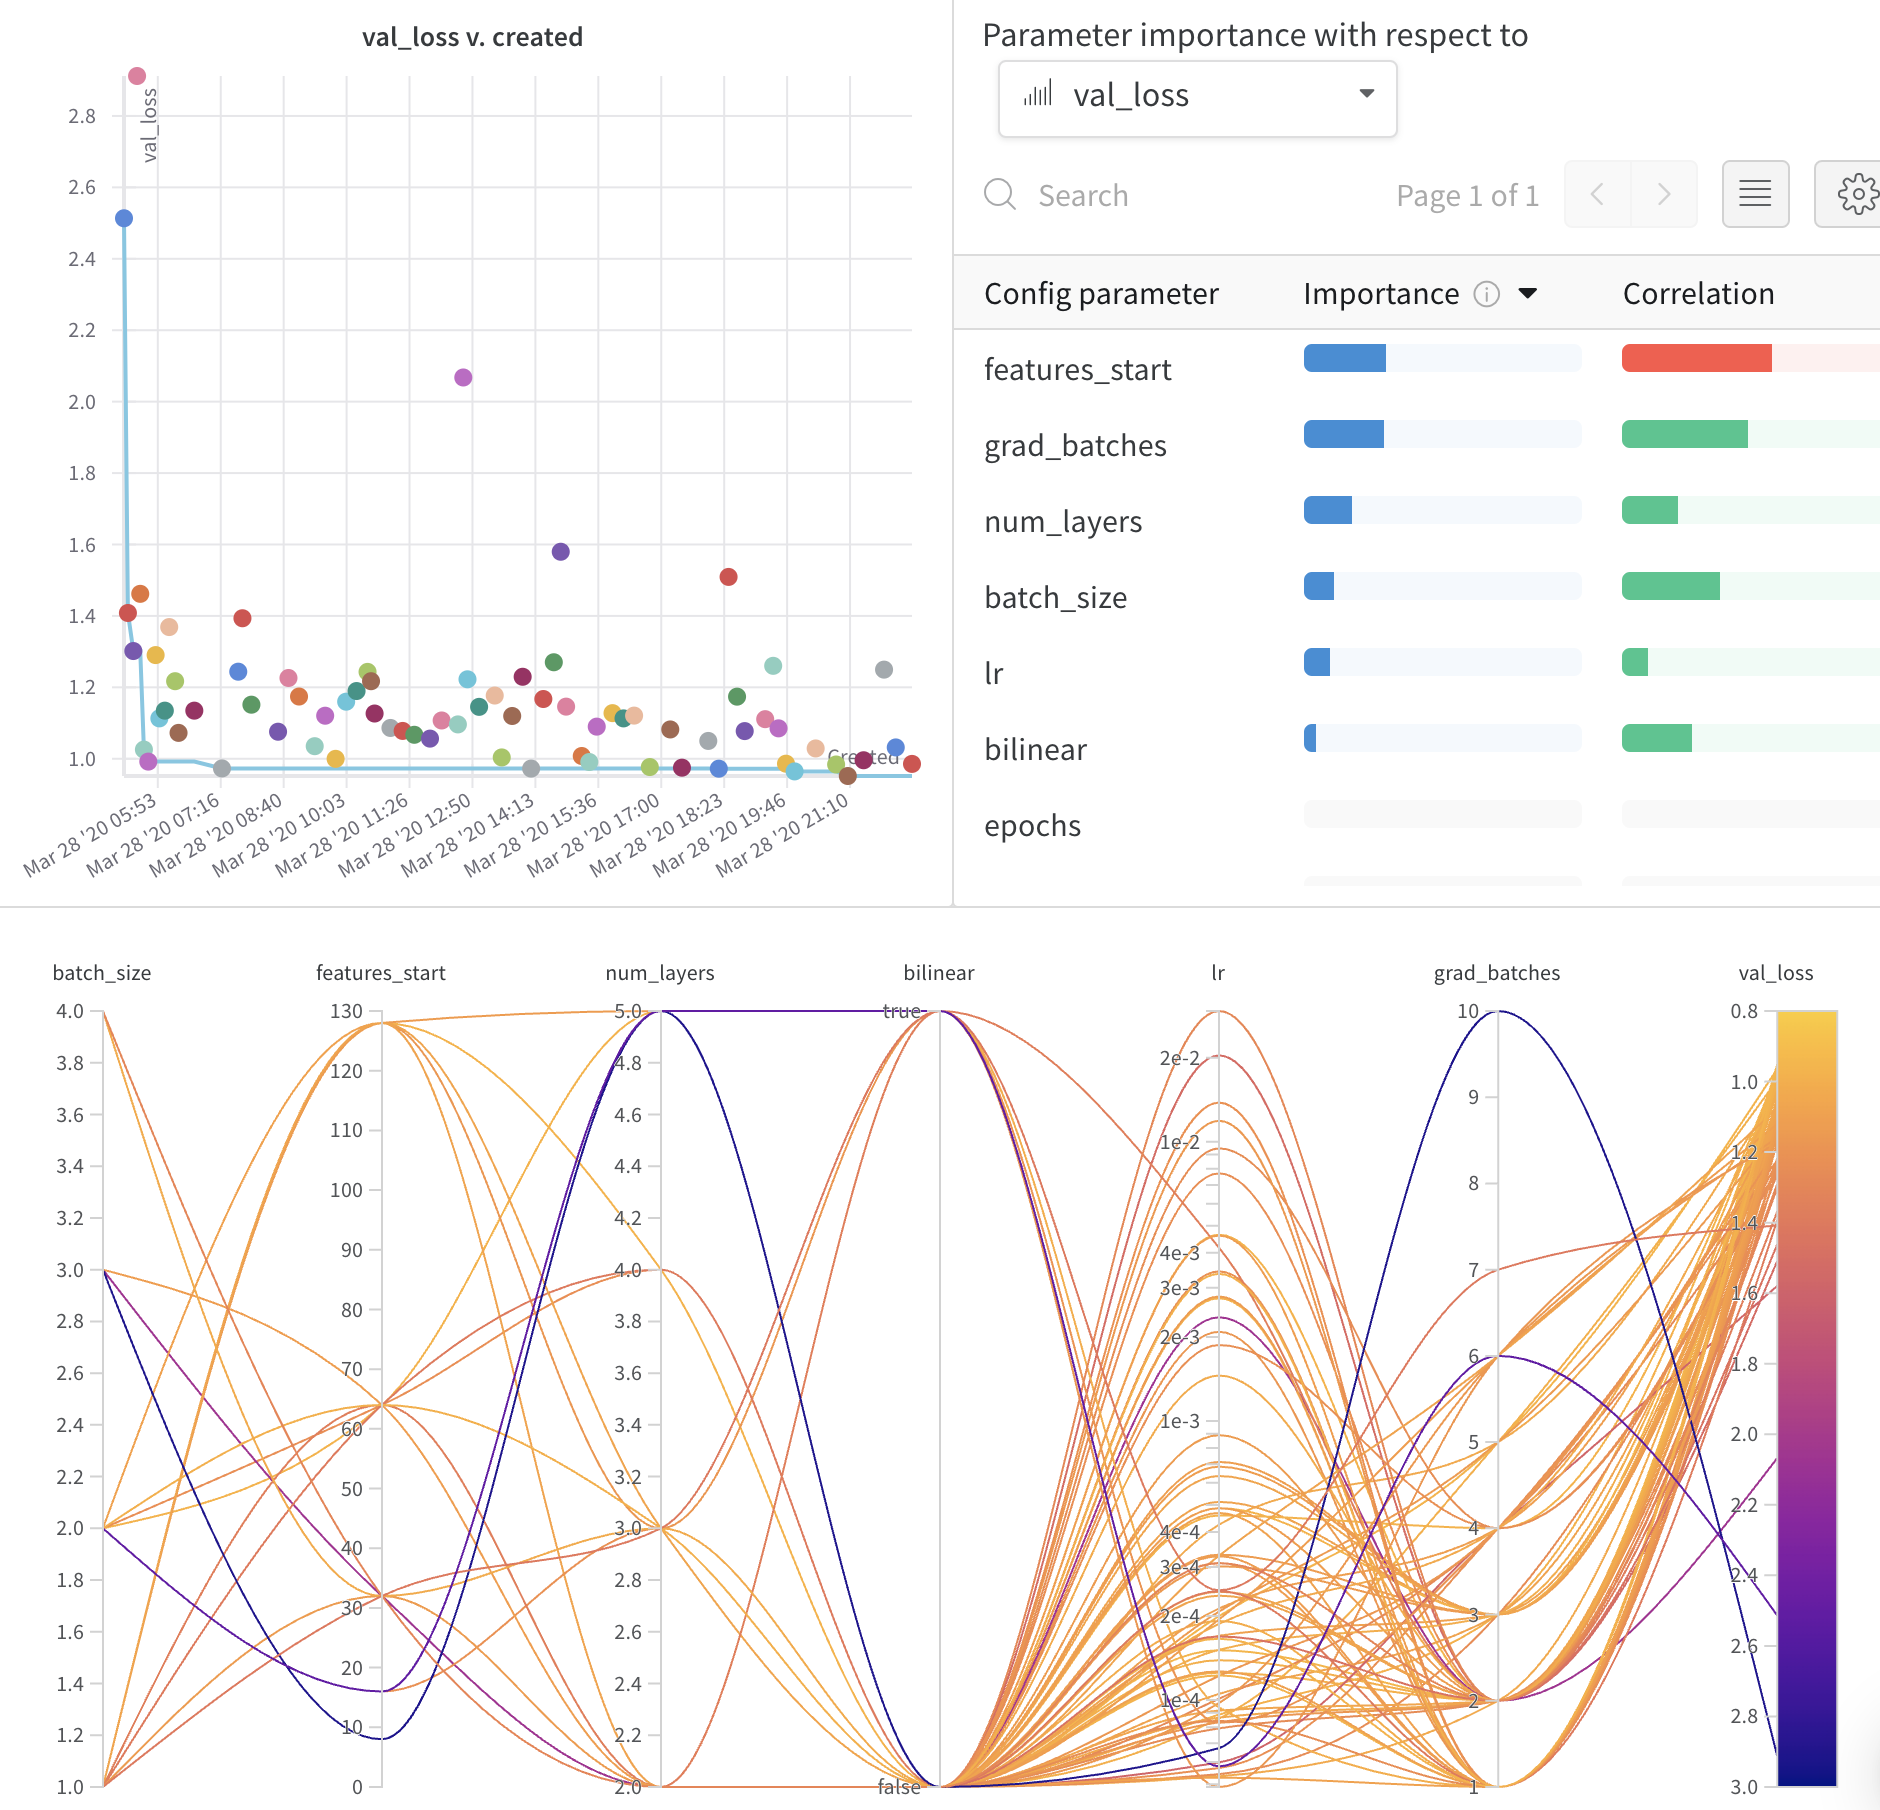 val_loss v. created
2.8
2.6
2.4
2.2
2.0
1.8
1.6
1.4
1.2
1.0
val_loss
Created
Mar 28 '20 05:53
Mar 28 '20 07:16
Mar 28 '20 08:40
Mar 28 '20 10:03
Mar 28 '20 11:26
Mar 28 '20 12:50
Mar 28 '20 14:13
Mar 28 '20 15:36
Mar 28 '20 17:00
Mar 28 '20 18:23
Mar 28 '20 19:46
Mar 28 '20 21:10
Parameter importance with respect to
val_loss
Search Page 1 of 1
Config parameter Importance Correlation
features_start
grad_batches
num_layers
batch_size
lr
bilinear
epochs
batch_size features_start num_layers bilinear lr grad_batches val_loss
4.0
3.8
3.6
3.4
3.2
3.0
2.8
2.6
2.4
2.2
2.0
1.8
1.6
1.4
1.2
1.0
130
120
110
100
90
80
70
60
50
40
30
20
10
0
5.0
4.8
4.6
4.4
4.2
4.0
3.8
3.6
3.4
3.2
3.0
2.8
2.6
2.4
2.2
2.0
true
false
2e-2
1e-2
4e-3
3e-3
2e-3
1e-3
4e-4
3e-4
2e-4
1e-4
10
9
8
7
6
5
4
3
2
1
0.8
1.0
1.2
1.4
1.6
1.8
2.0
2.2
2.4
2.6
2.8
3.0